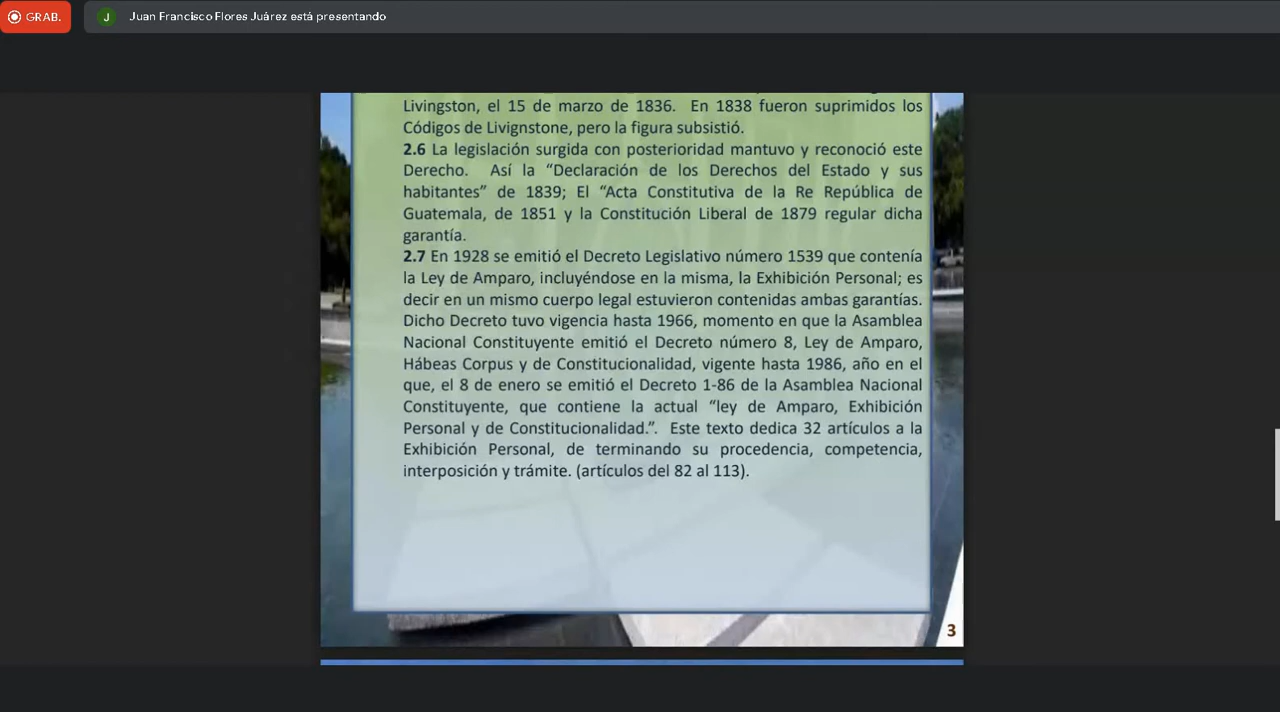 GRAB.
J
Juan Francisco Flores Juárez está presentando
Livingston, el 15 de marzo de 1836. En 1838 fueron suprimidos los
Códigos de Livignstone, pero la figura subsistió.
2.6 La legislación surgida con posterioridad mantuvo y reconoció este
Derecho. Así la “Declaración de los Derechos del Estado y sus
habitantes” de 1839; El “Acta Constitutiva de la Re República de
Guatemala, de 1851 y la Constitución Liberal de 1879 regular dicha
garantía.
2.7 En 1928 se emitió el Decreto Legislativo número 1539 que contenía
la Ley de Amparo, incluyéndose en la misma, la Exhibición Personal; es
decir en un mismo cuerpo legal estuvieron contenidas ambas garantías.
Dicho Decreto tuvo vigencia hasta 1966, momento en que la Asamblea
Nacional Constituyente emitió el Decreto número 8, Ley de Amparo,
Hábeas Corpus y de Constitucionalidad, vigente hasta 1986, año en el
que, el 8 de enero se emitió el Decreto 1-86 de la Asamblea Nacional
Constituyente, que contiene la actual “ley de Amparo, Exhibición
Personal y de Constitucionalidad.”. Este texto dedica 32 artículos a la
Exhibición Personal, de terminando su procedencia, competencia,
interposición y trámite. (artículos del 82 al 113).
3